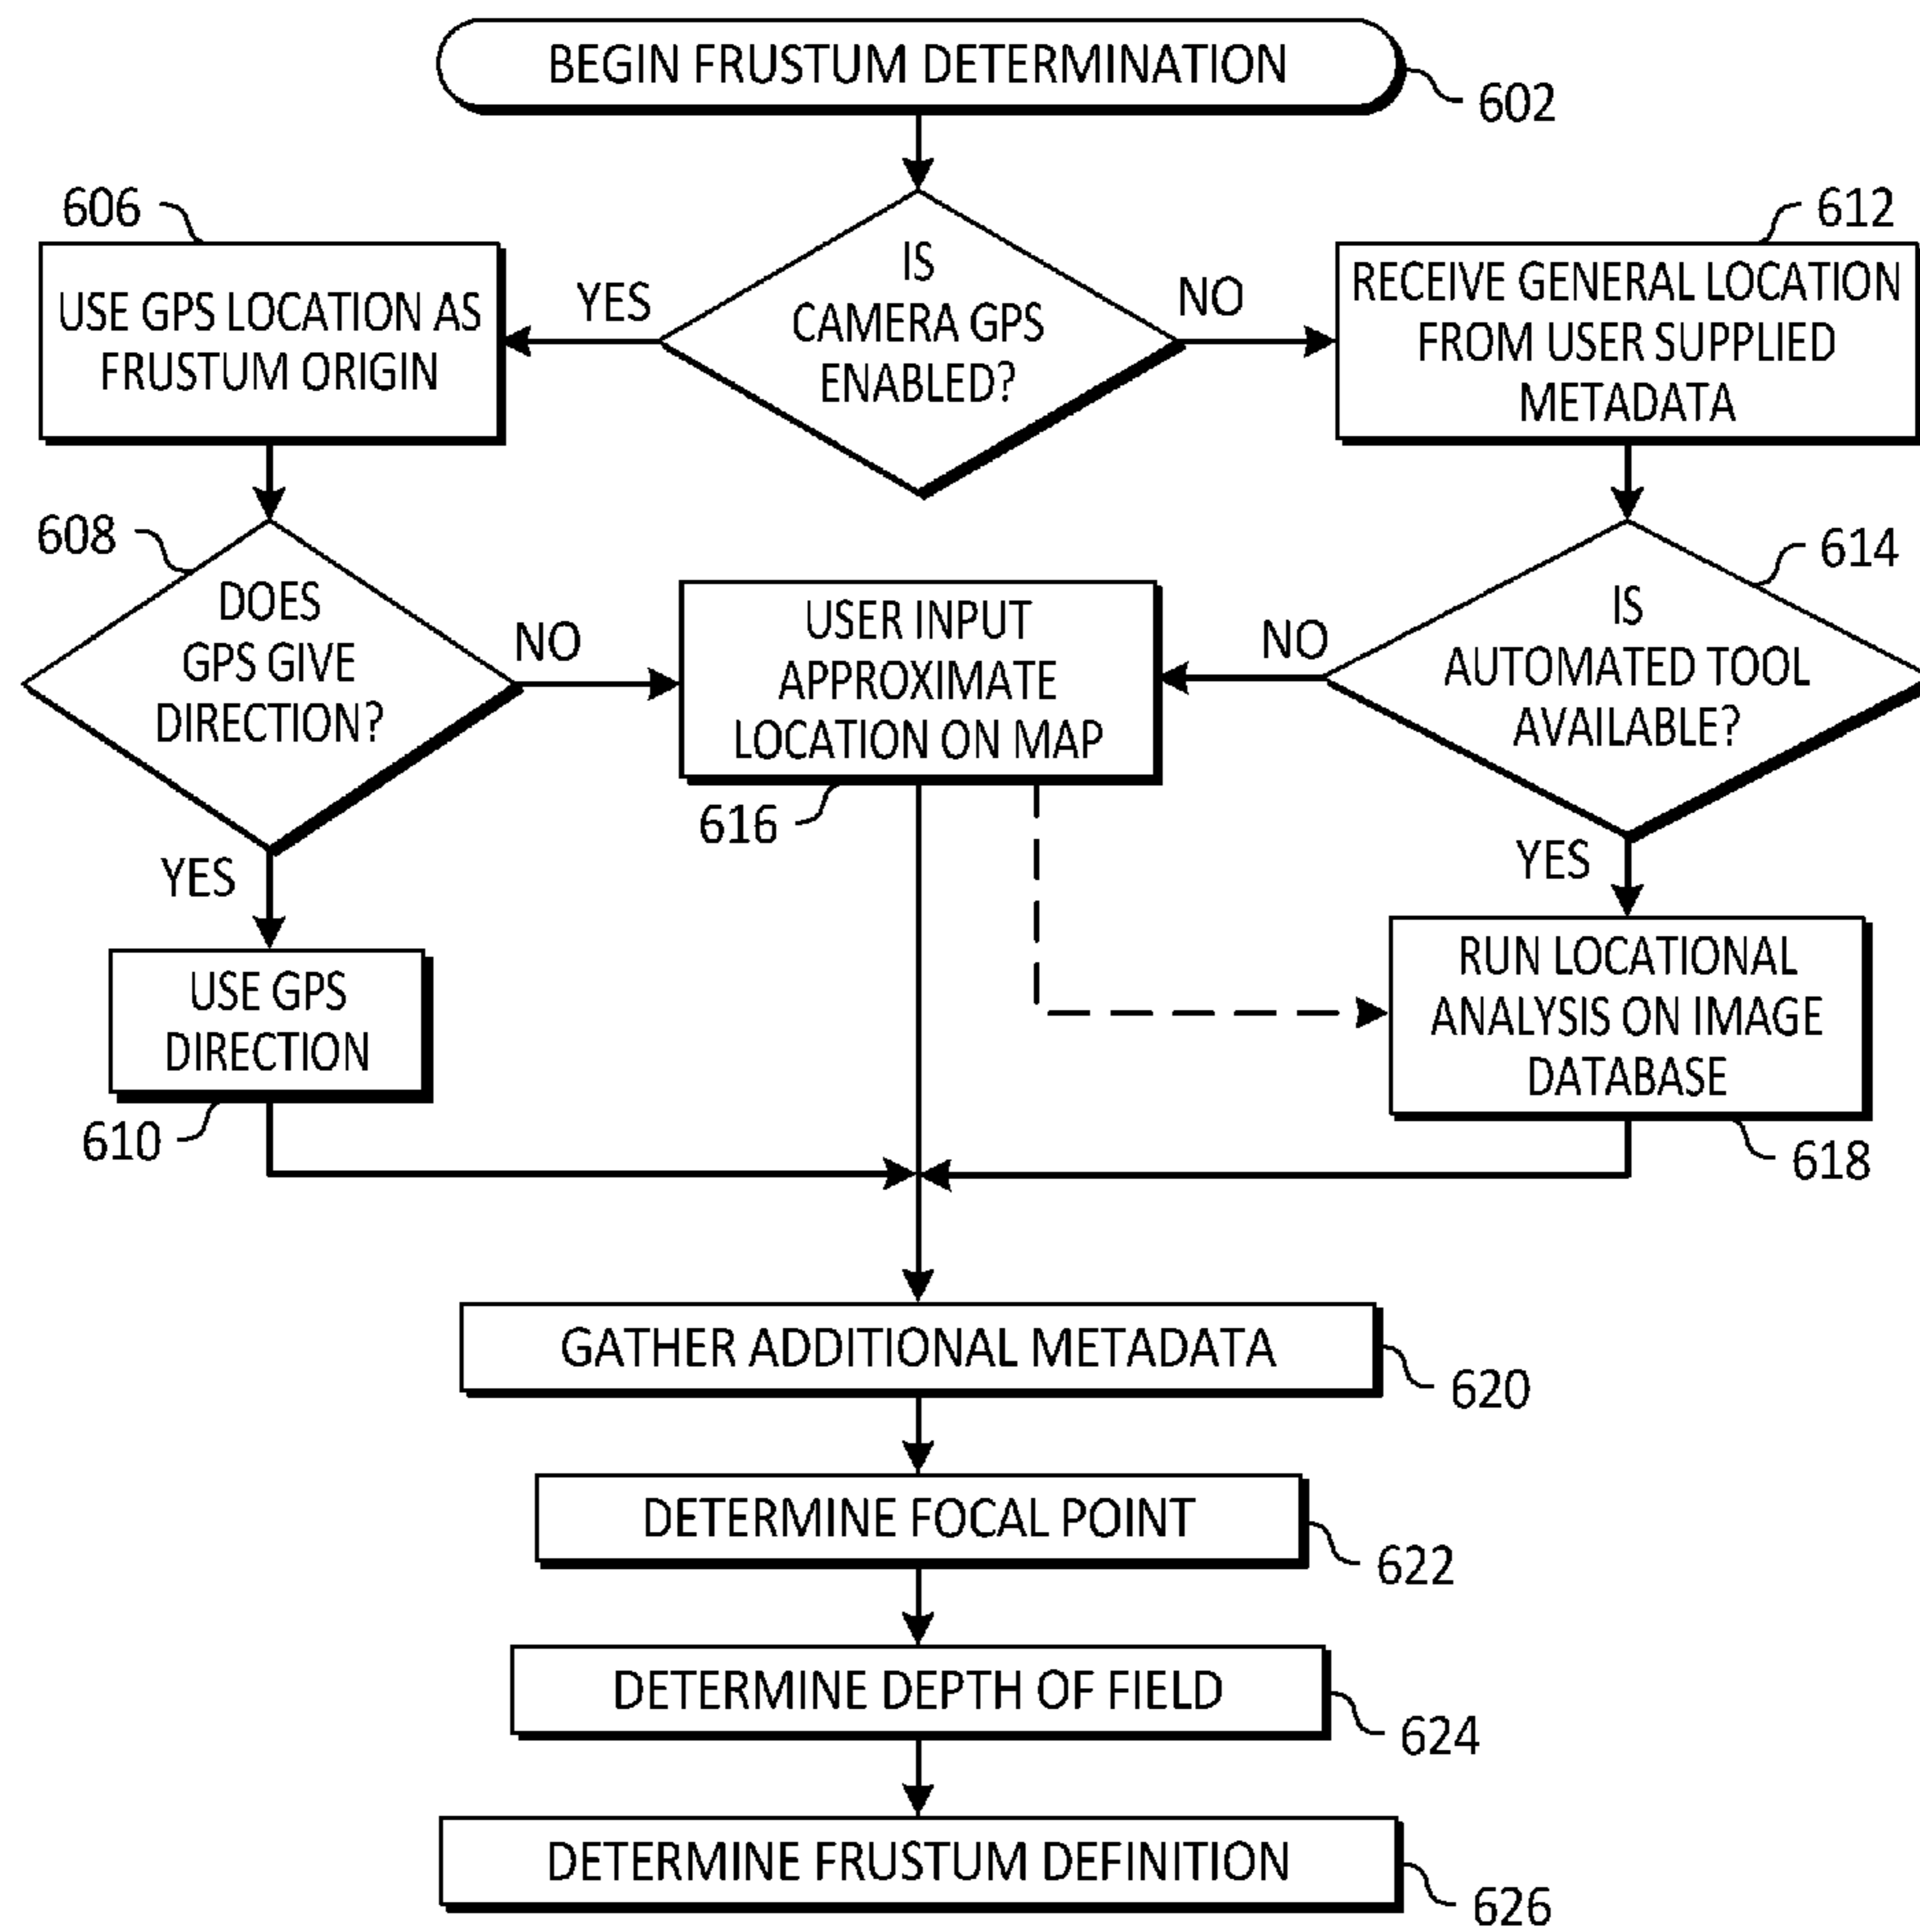 BEGIN FRUSTUM DETERMINATION
602
606
612
IS
CAMERA GPS
ENABLED?
YES
NO
USE GPS LOCATION AS
FRUSTUM ORIGIN
RECEIVE GENERAL LOCATION
FROM USER SUPPLIED
METADATA
608
614
DOES
GPS GIVE
DIRECTION?
NO
USER INPUT
APPROXIMATE
LOCATION ON MAP
616
NO
IS
AUTOMATED TOOL
AVAILABLE?
YES
YES
USE GPS
DIRECTION
610
RUN LOCATIONAL
ANALYSIS ON IMAGE
DATABASE
618
GATHER ADDITIONAL METADATA
620
DETERMINE FOCAL POINT
622
DETERMINE DEPTH OF FIELD
624
DETERMINE FRUSTUM DEFINITION
626